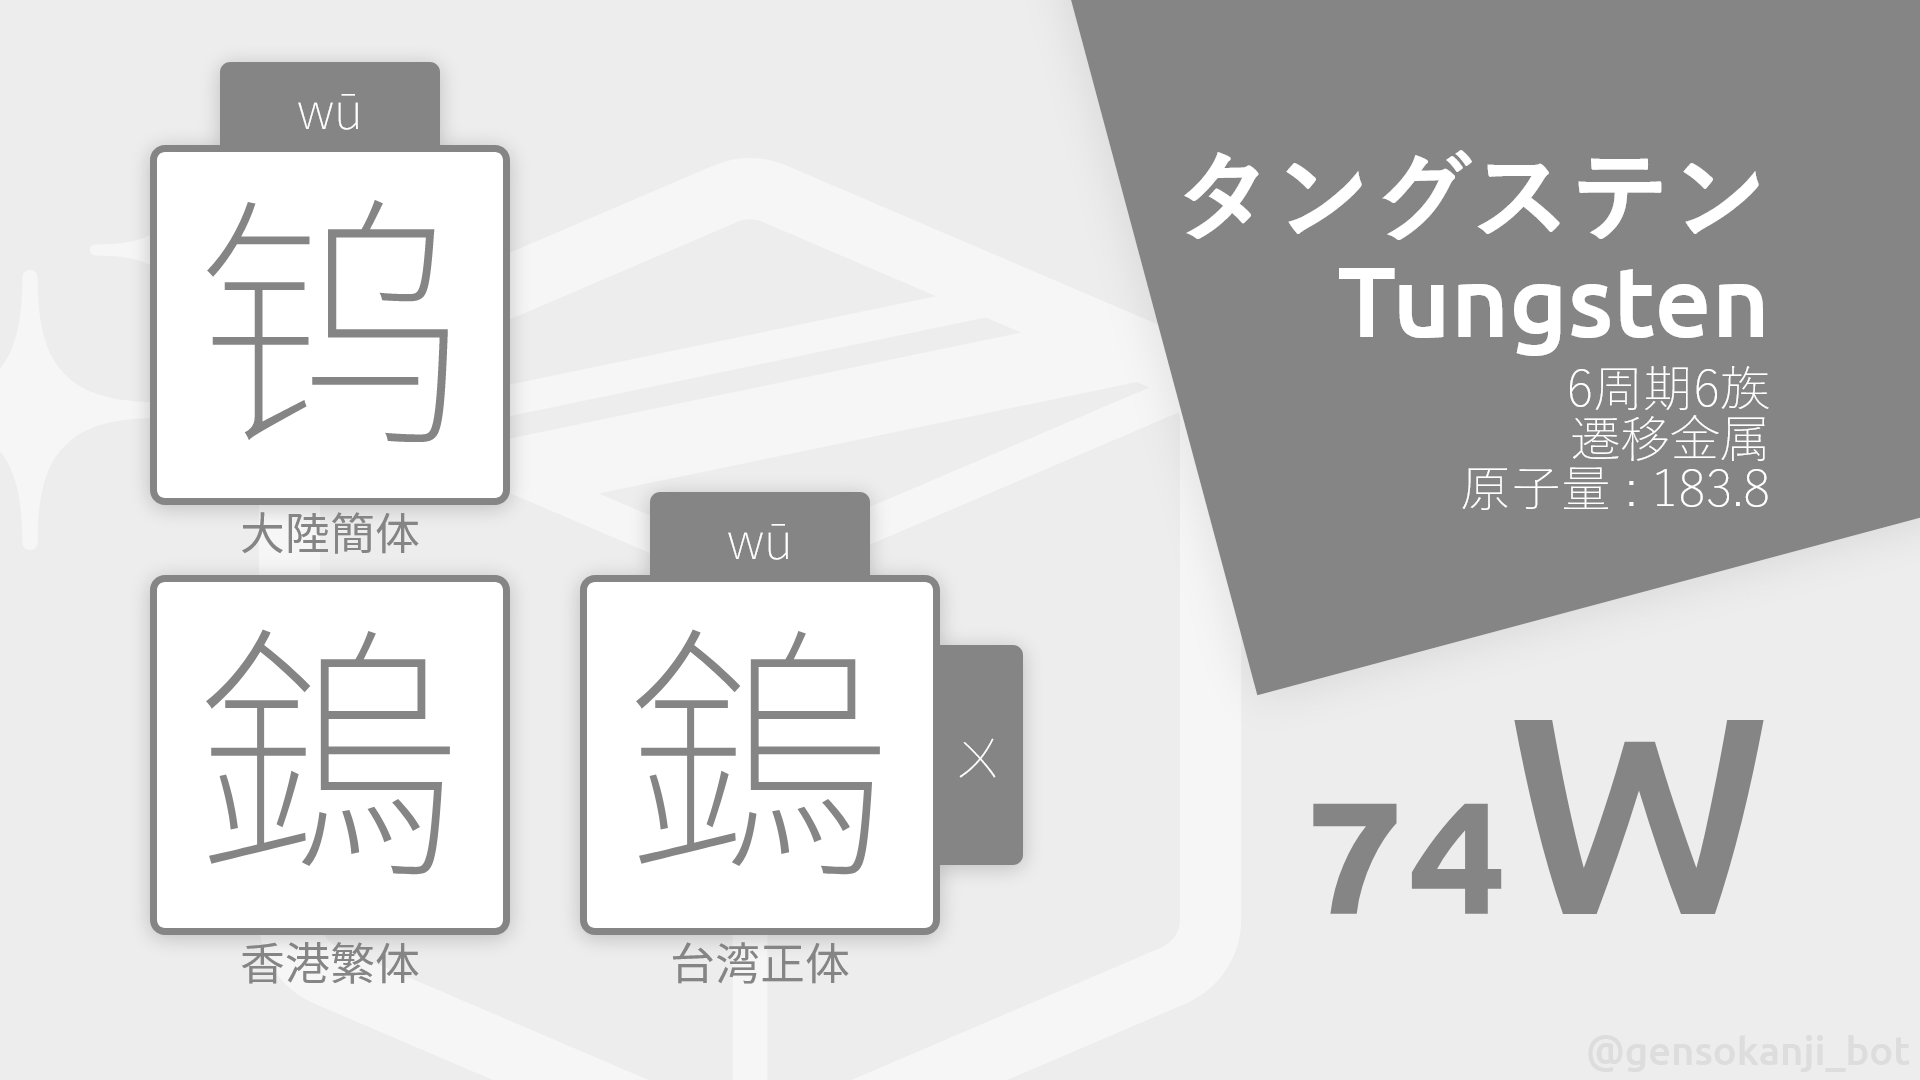 wū
钨
大陸簡体
鎢
香港繁体
wū
鎢
ㄨ
台湾正体
タングステン
Tungsten
6周期6族
遷移金属
原子量 : 183.8
74 W
@gensokanji_bot